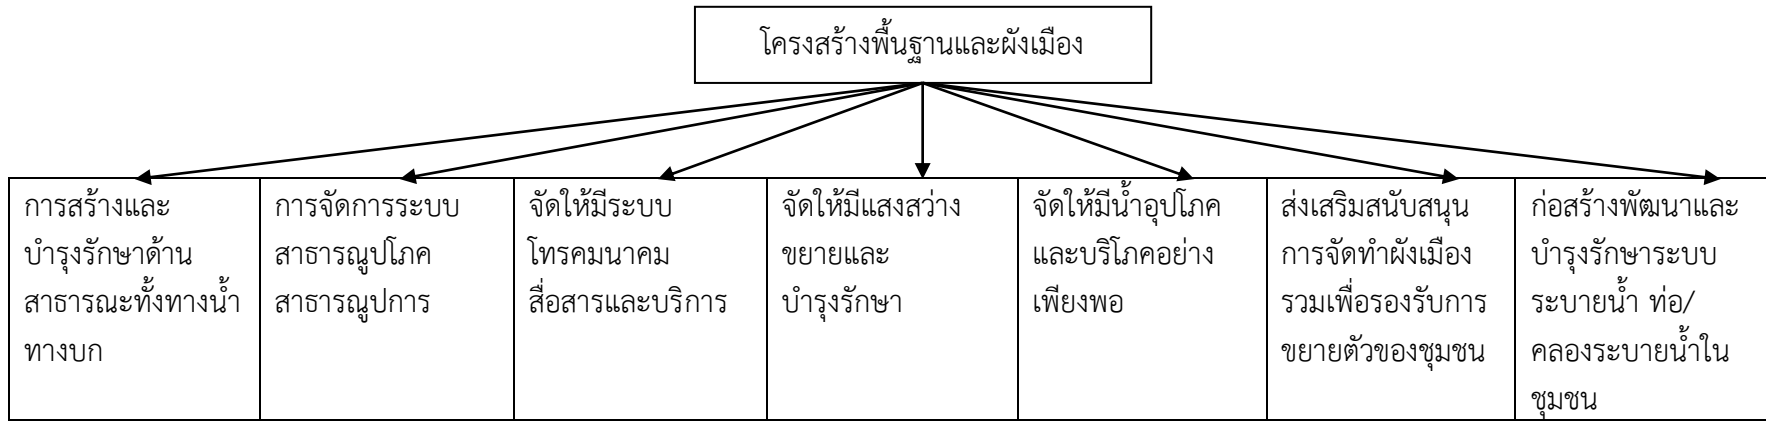 โครงสร้างพื้นฐานและผังเมือง
การสร้างและ
บำรุงรักษาด้าน
สาธารณะทั้งทางน้ำ
ทางบก
การจัดการระบบ
สาธารณูปโภค
สาธารณูปการ
จัดให้มีระบบ
โทรคมนาคม
สื่อสารและบริการ
จัดให้มีแสงสว่าง
ขยายและ
บำรุงรักษา
จัดให้มีน้ำอุปโภค
และบริโภคอย่าง
เพียงพอ
ส่งเสริมสนับสนุน
การจัดทำผังเมือง
รวมเพื่อรองรับการ
ขยายตัวของชุมชน
ก่อสร้างพัฒนาและ
บำรุงรักษาระบบ
ระบายน้ำ ท่อ/
คลองระบายน้ำใน
ชุมชน